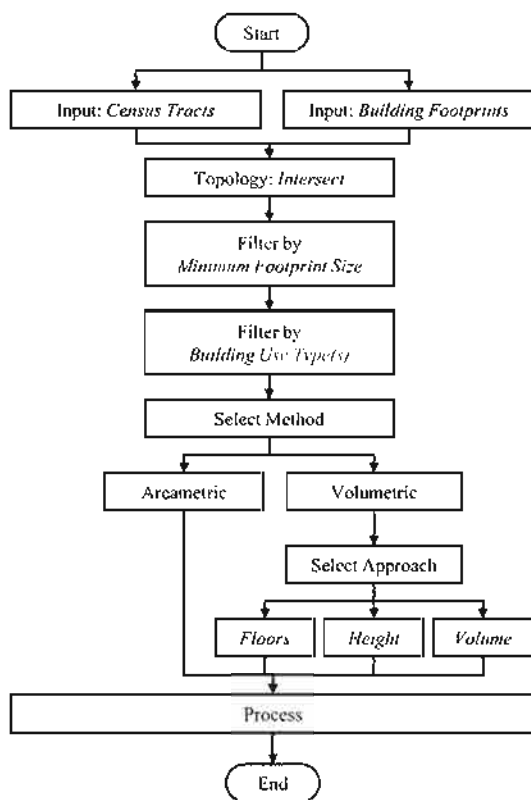 Start
Input: Census Tracts
Input: Building Footprints
Topology: Intersect
Filter by
Minimum Footprint Size
Filter by
Building Use Type(s)
Select Method
Areametric
Volumetric
Select Approach
Floors
Height
Volume
Process
End